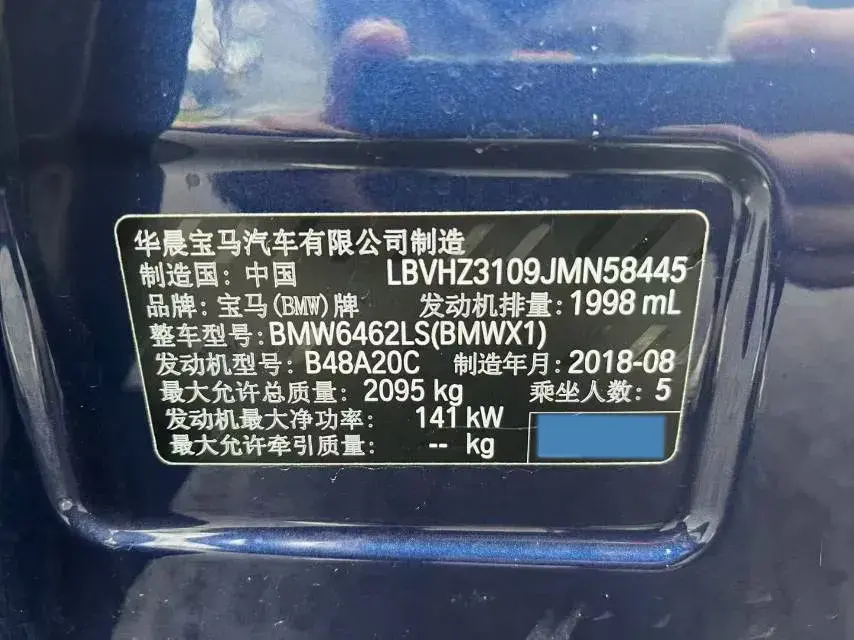 华晨宝马汽车有限公司制造
制造国: 中国 LBVHZ3109JMN58445
品牌: 宝马(BMW)牌 发动机排量: 1998 mL
整车型号: BMW6462LS(BMWX1)
发动机型号: B48A20C 制造年月: 2018-08
最大允许总质量: 2095 kg 乘坐人数: 5
发动机最大净功率: 141 kW
最大允许牵引质量: -- kg